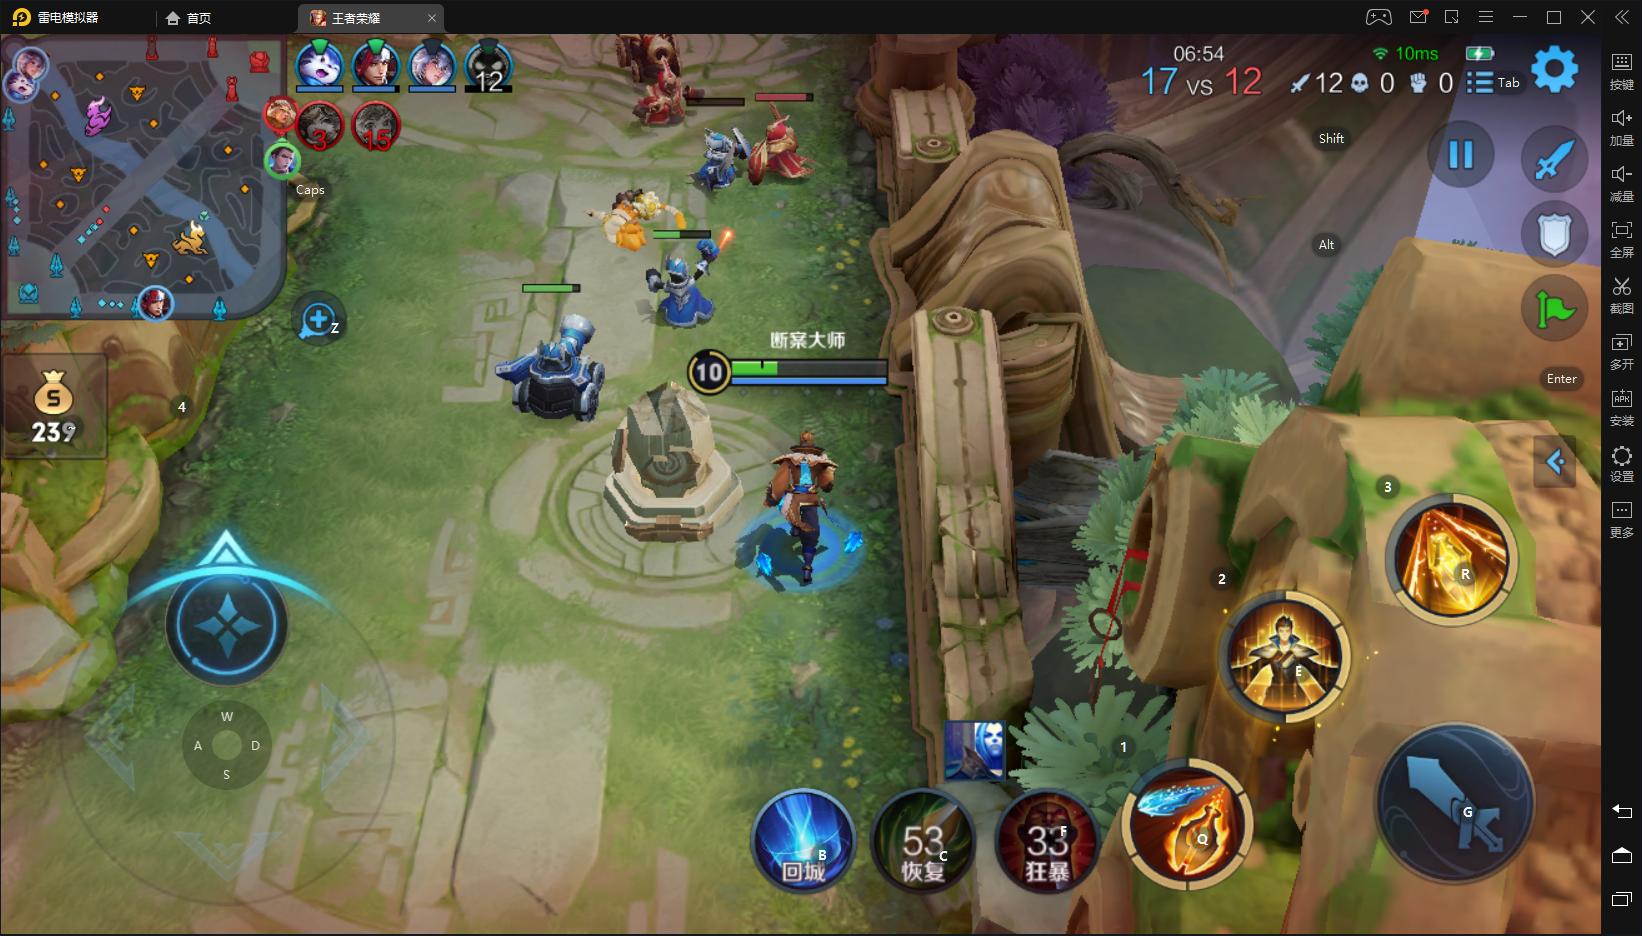 雷电模拟器
首页
王者荣耀
06:54
10ms
17 vs 12
12 0 0
Tab
12
3
15
Caps
Shift
Alt
Enter
Z
4
239
断案大师
10
3
R
2
E
1
Q
G
W
A D
S
B
回城
53
C
恢复
33
F
狂暴
按键
加量
减量
全屏
截图
多开
APK
安装
设置
更多